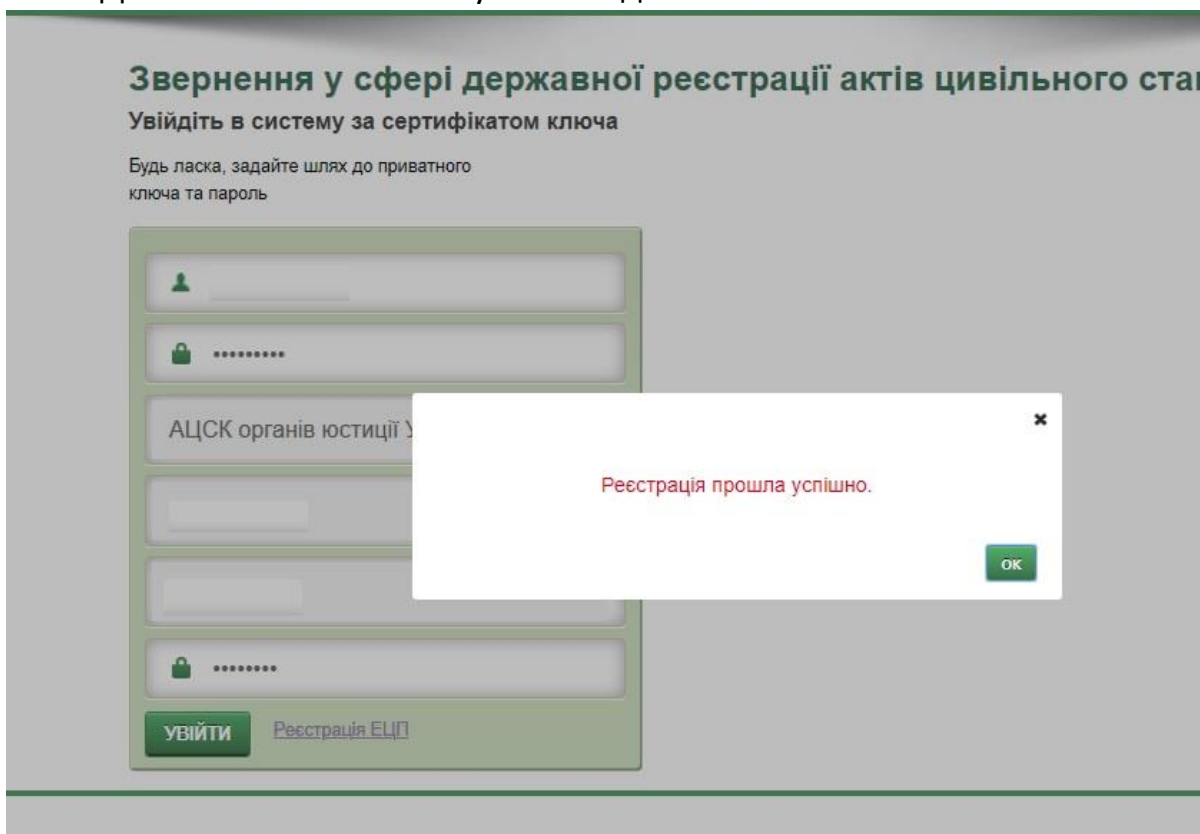 Звернення у сфері державної реєстрації актів цивільного
Увійдіть в систему за сертифікатом ключа
Будь ласка, задайте шлях до приватного
ключа та пароль
•••••••••
АЦСК органів юстиції
Реєстрація прошла успішно.
ОК
••••••••
УВІЙТИ
Реєстрація ЕЦП